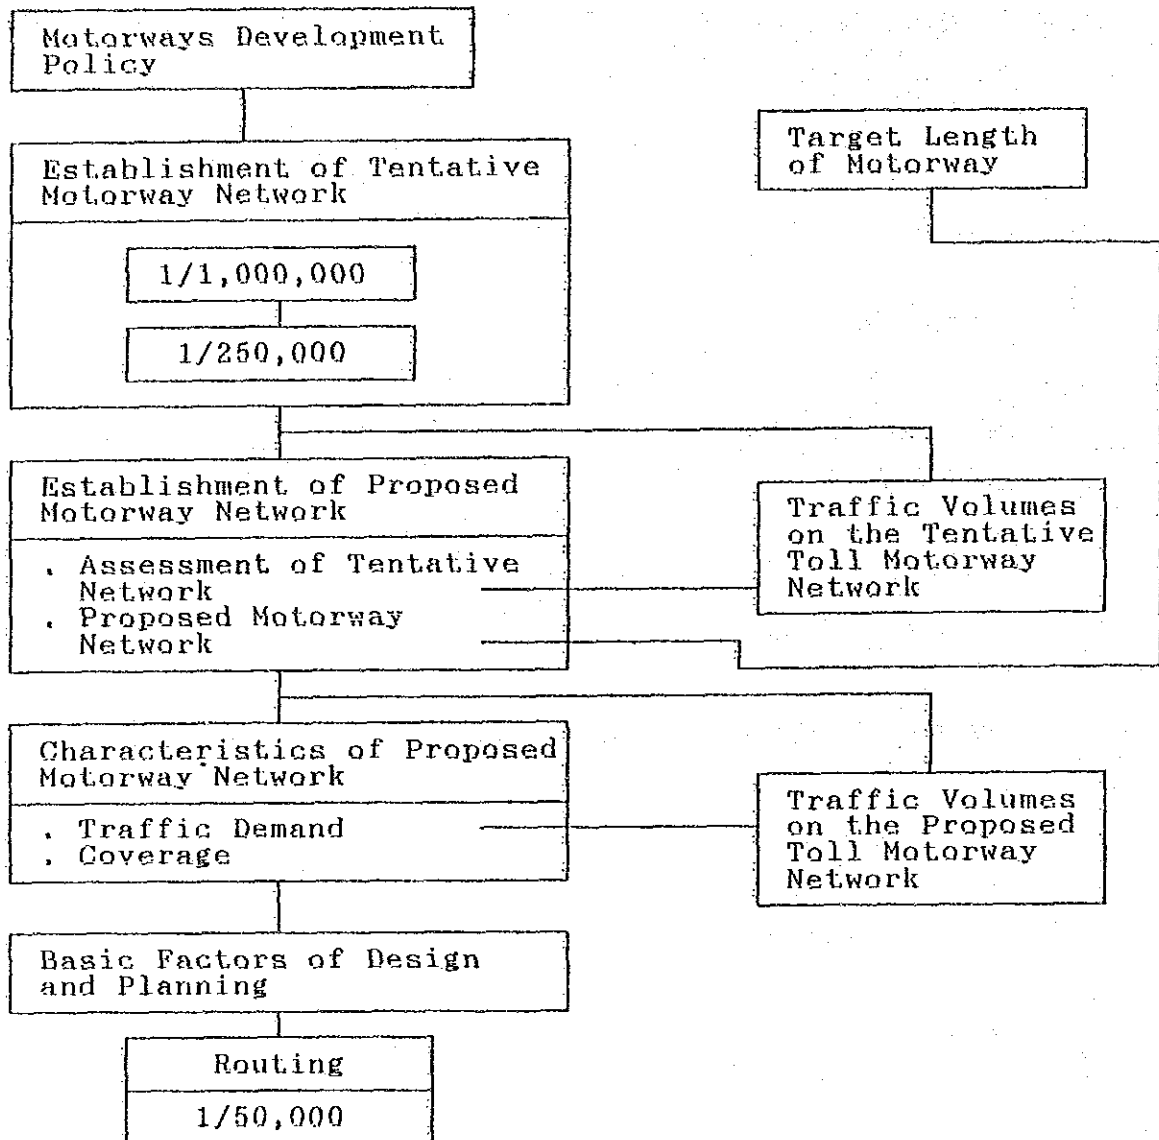 Motorways Development
Policy
Target Length
of Motorway
Establishment of Tentative
Motorway Network
1/1,000,000
1/250,000
Establishment of Proposed
Motorway Network
. Assessment of Tentative
Network
. Proposed Motorway
Network
Traffic Volumes
on the Tentative
Toll Motorway
Network
Characteristics of Proposed
Motorway Network
. Traffic Demand
. Coverage
Traffic Volumes
on the Proposed
Toll Motorway
Network
Basic Factors of Design
and Planning
Routing
1/50,000